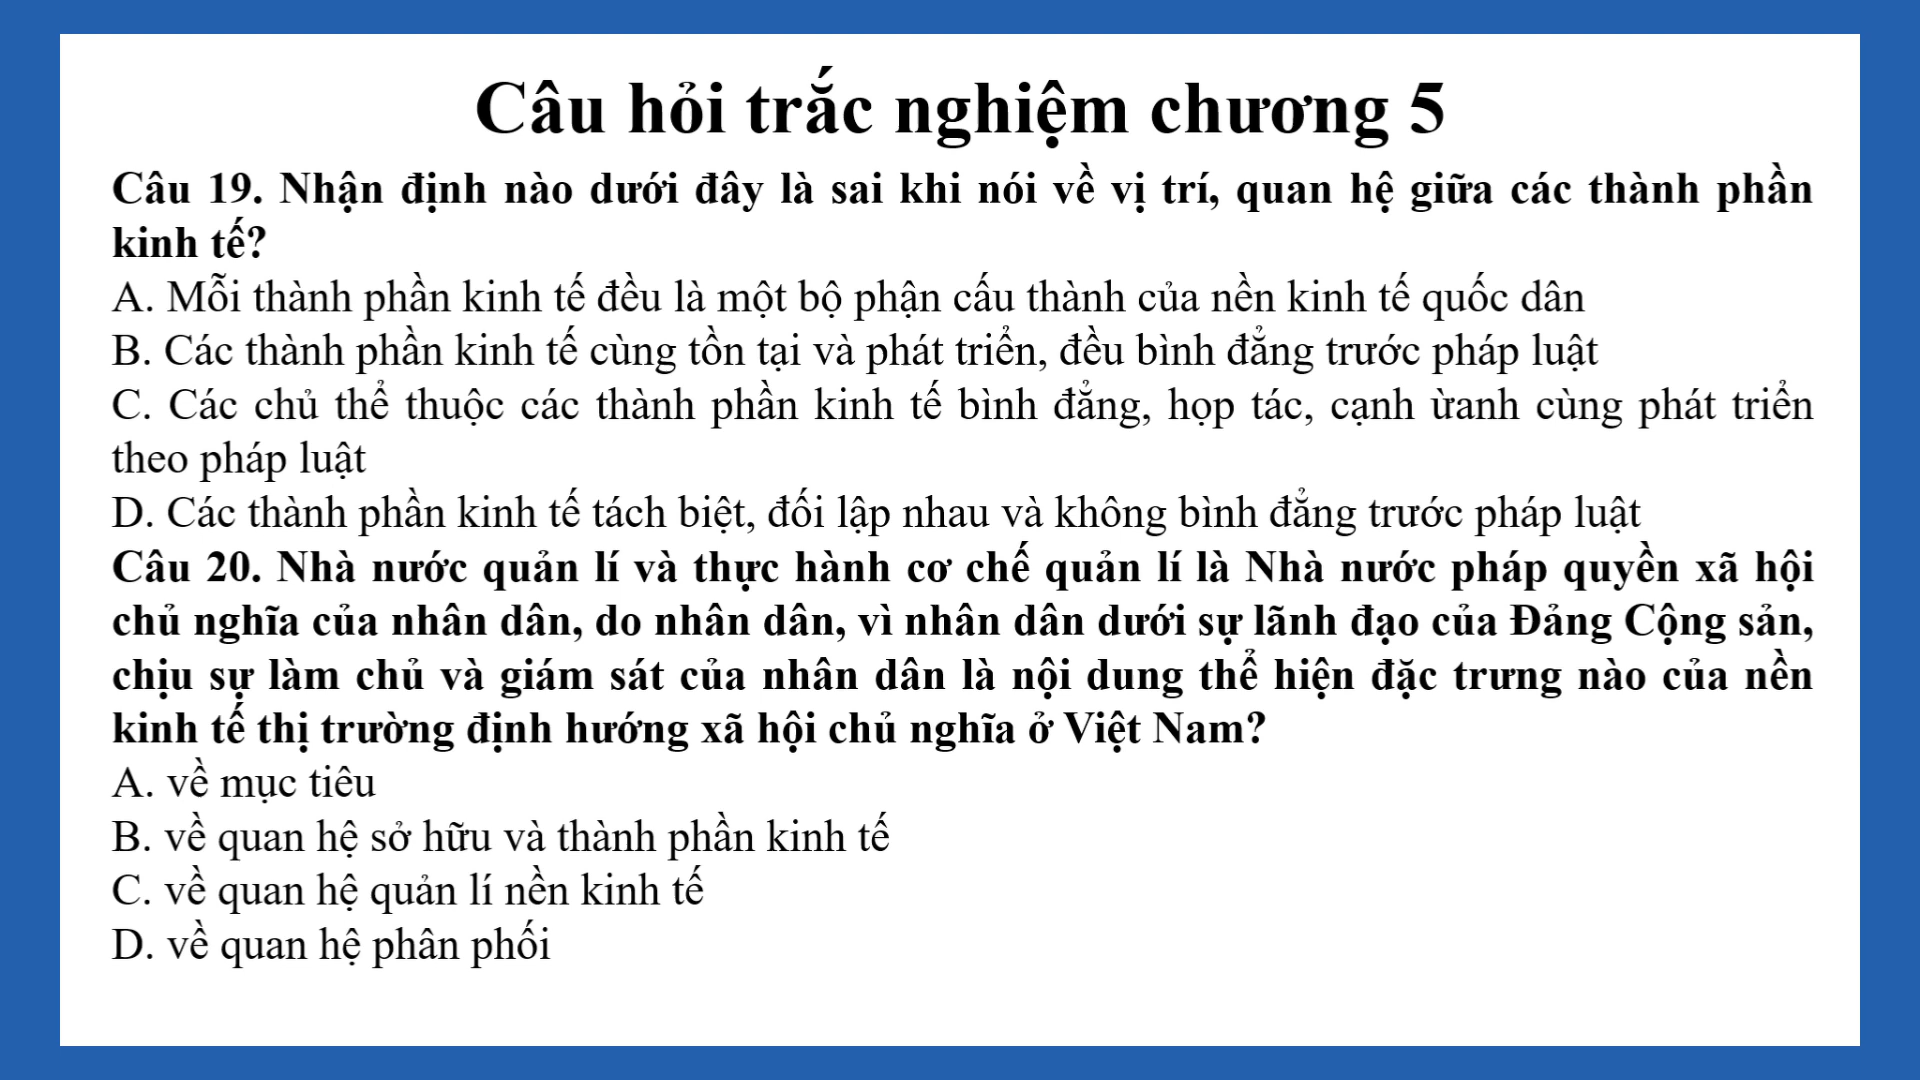 Câu hỏi trắc nghiệm chương 5
Câu 19. Nhận định nào dưới đây là sai khi nói về vị trí, quan hệ giữa các thành phần
kinh tế?
A. Mỗi thành phần kinh tế đều là một bộ phận cấu thành của nền kinh tế quốc dân
B. Các thành phần kinh tế cùng tồn tại và phát triển, đều bình đẳng trước pháp luật
C. Các chủ thể thuộc các thành phần kinh tế bình đẳng, họp tác, cạnh ừanh cùng phát triển
theo pháp luật
D. Các thành phần kinh tế tách biệt, đối lập nhau và không bình đẳng trước pháp luật
Câu 20. Nhà nước quản lí và thực hành cơ chế quản lí là Nhà nước pháp quyền xã hội
chủ nghĩa của nhân dân, do nhân dân, vì nhân dân dưới sự lãnh đạo của Đảng Cộng sản,
chịu sự làm chủ và giám sát của nhân dân là nội dung thể hiện đặc trưng nào của nền
kinh tế thị trường định hướng xã hội chủ nghĩa ở Việt Nam?
A. về mục tiêu
B. về quan hệ sở hữu và thành phần kinh tế
C. về quan hệ quản lí nền kinh tế
D. về quan hệ phân phối